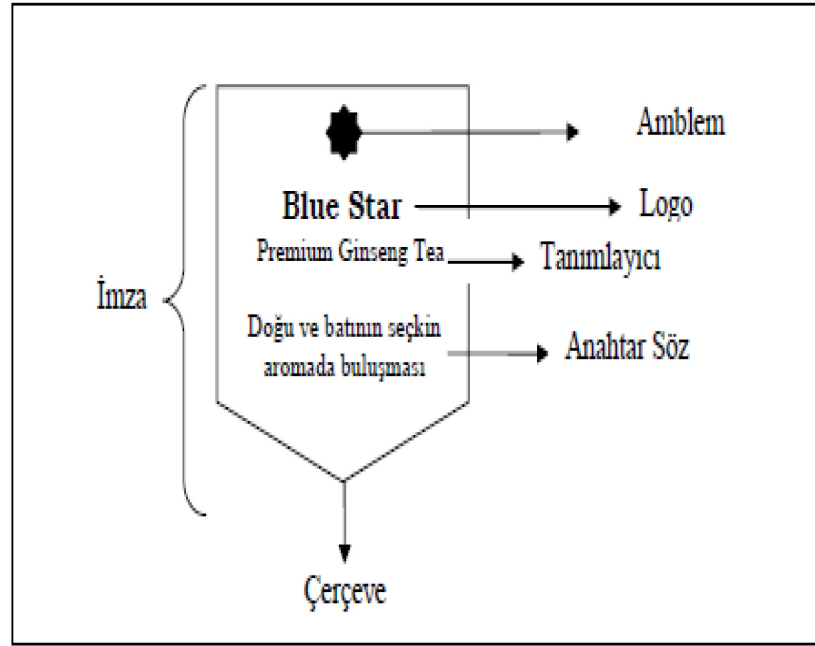 Amblem
Blue Star
Logo
Premium Ginseng Tea
Tanımlayıcı
İmza
Doğu ve batının seçkin
aromada buluşması
Anahtar Söz
Çerçeve